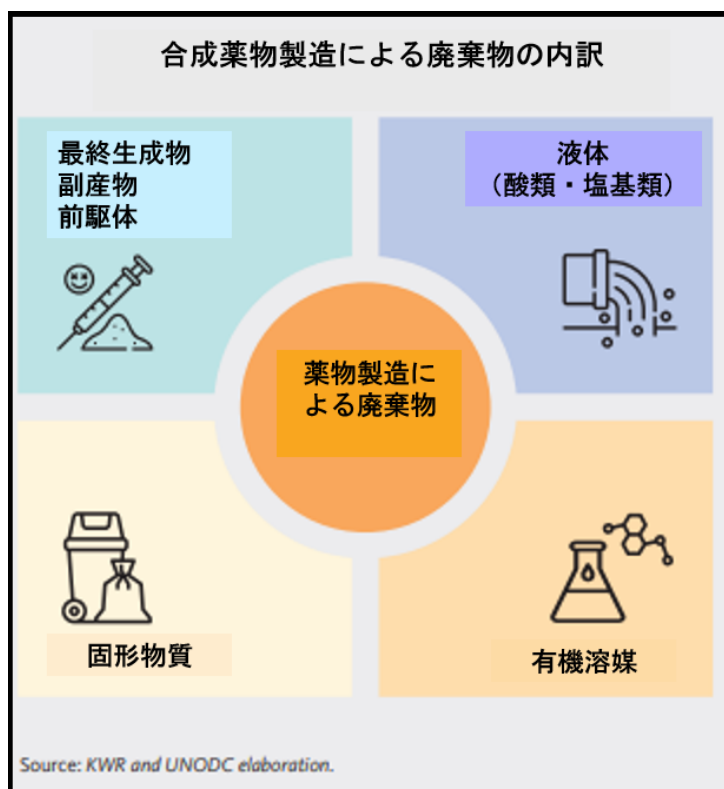 合成薬物製造による廃棄物の内訳
最終生成物
副産物
前駆体
液体
（酸類・塩基類）
薬物製造に
よる廃棄物
固形物質
有機溶媒
Source: KWR and UNODC elaboration.